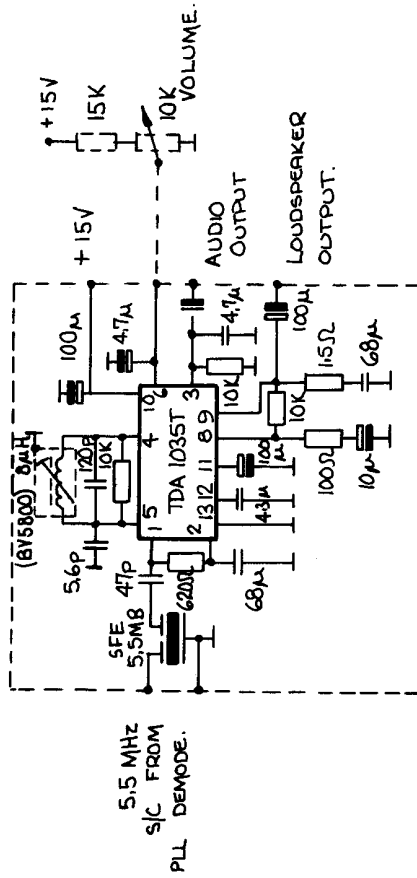 +15V
15K
10K
VOLUME.
+15V
AUDIO
OUTPUT
LOUDSPEAKER
OUTPUT.
100μ
4.7μ
4.7μ
10K
100μ
1.5Ω
68μ
10K
100Ω
10μ
100μ
10 6
3
4
5
1
2
13 12 11 8 9
TDA 1035T
(BV5800) 8μH
120p
10K
5.6p
47p
SFE
5,5MB
620Ω
68μ
5.5 MHz
S/C FROM
PLL DEMODE.